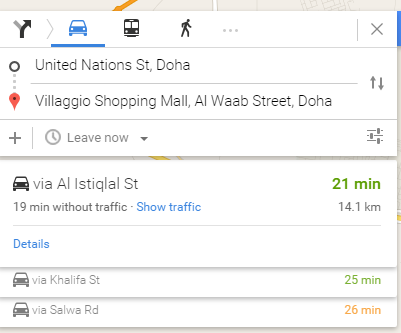 United Nations St, Doha
Villaggio Shopping Mall, Al Waab Street, Doha
Leave now
via Al Istiqlal St 21 min
19 min without traffic · Show traffic 14.1 km
Details
via Khalifa St 25 min
via Salwa Rd 26 min